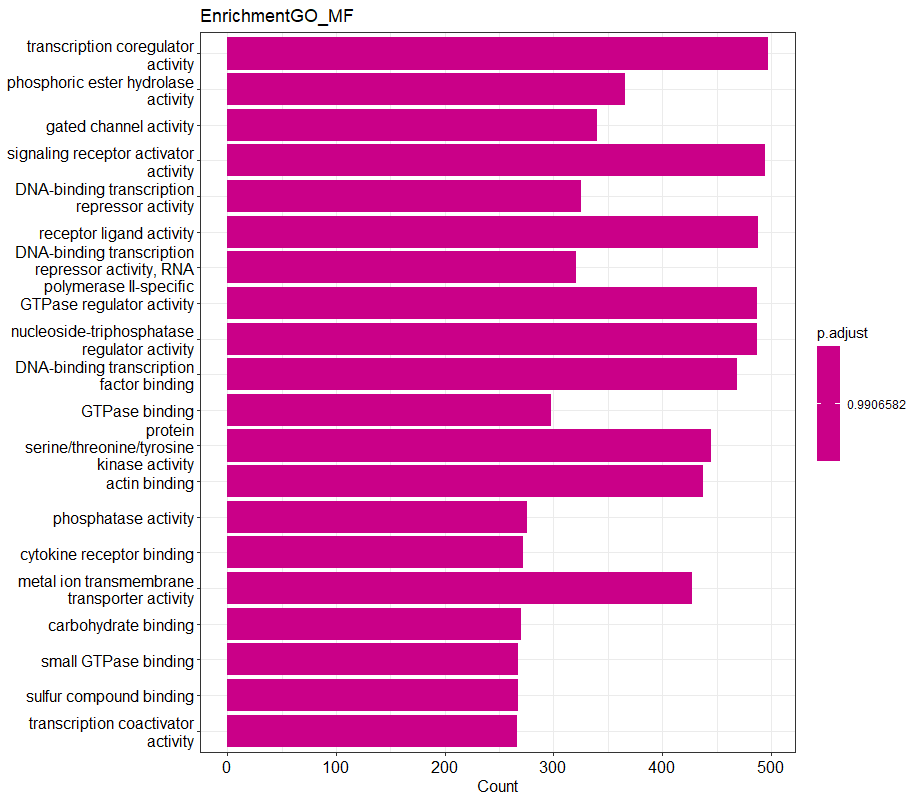 EnrichmentGO_MF
transcription coregulator
activity
phosphoric ester hydrolase
activity
gated channel activity
signaling receptor activator
activity
DNA-binding transcription
repressor activity
receptor ligand activity
DNA-binding transcription
repressor activity, RNA
polymerase II-specific
GTPase regulator activity
nucleoside-triphosphatase
regulator activity
DNA-binding transcription
factor binding
GTPase binding
protein
serine/threonine/tyrosine
kinase activity
actin binding
phosphatase activity
cytokine receptor binding
metal ion transmembrane
transporter activity
carbohydrate binding
small GTPase binding
sulfur compound binding
transcription coactivator
activity
0 100 200 300 400 500
Count
p.adjust
0.9906582